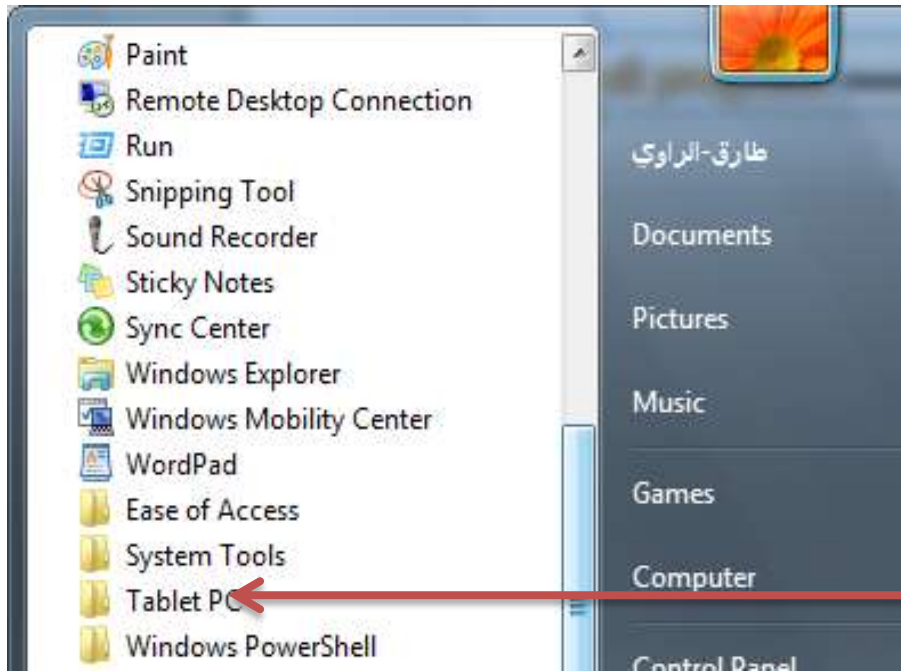 Paint
Remote Desktop Connection
Run
Snipping Tool
Sound Recorder
Sticky Notes
Sync Center
Windows Explorer
Windows Mobility Center
WordPad
Ease of Access
System Tools
Tablet PC
Windows PowerShell
طارق-الراوي
Documents
Pictures
Music
Games
Computer
Control Panel